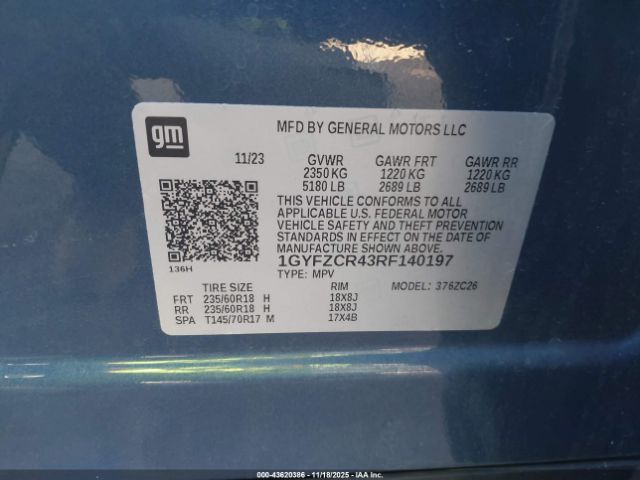 gm
MFD BY GENERAL MOTORS LLC
11/23 GVWR GAWR FRT GAWR RR
2350 KG 1220 KG 1220 KG
5180 LB 2689 LB 2689 LB
THIS VEHICLE CONFORMS TO ALL
APPLICABLE U.S. FEDERAL MOTOR
VEHICLE SAFETY AND THEFT PREVENTION
STANDARDS IN EFFECT ON THE DATE OF
MANUFACTURE SHOWN ABOVE.
136H 1GYFZCR43RF140197
TYPE: MPV MODEL: 376ZC26
TIRE SIZE RIM
FRT 235/60R18 H 18X8J
RR 235/60R18 H 18X8J
SPA T145/70R17 M 17X4B
000-43620386 - 11/18/2025 - IAAI Inc.